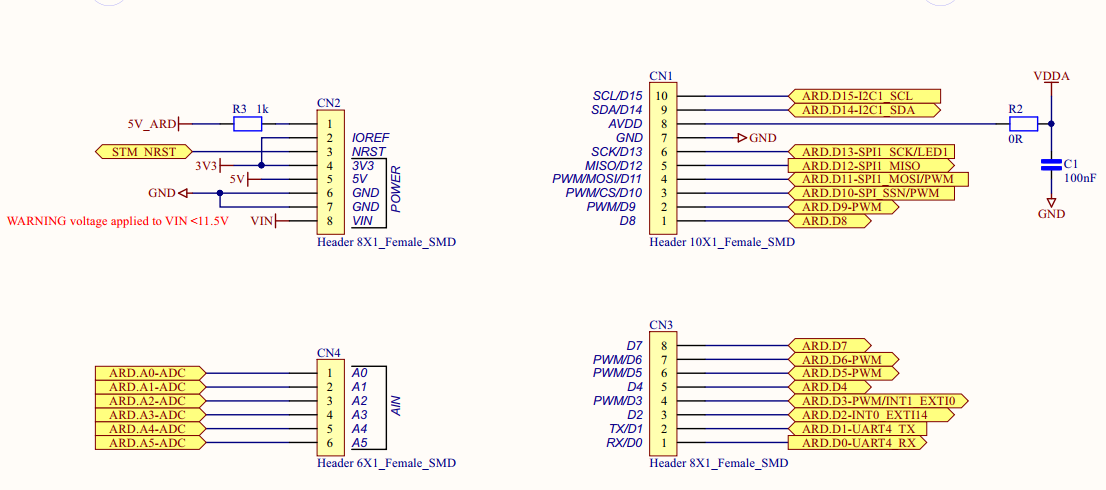 CN2
R3 1k
5V_ARD
1
2 IOREF
STM_NRST
3 NRST
3V3
4 3V3
5V
5 5V
GND
6 GND
7 GND
WARNING voltage applied to VIN <11.5V
VIN
8 VIN
POWER
Header 8X1_Female_SMD
CN1
SCL/D15 10 ARD.D15-I2C1_SCL
SDA/D14 9 ARD.D14-I2C1_SDA
AVDD 8
GND 7 GND
SCK/D13 6 ARD.D13-SPI1_SCK/LED1
MISO/D12 5 ARD.D12-SPI1_MISO
PWM/MOSI/D11 4 ARD.D11-SPI1_MOSI/PWM
PWM/CS/D10 3 ARD.D10-SPI_SSN/PWM
PWM/D9 2 ARD.D9-PWM
D8 1 ARD.D8
Header 10X1_Female_SMD
VDDA
R2
0R
C1
100nF
GND
CN4
ARD.A0-ADC 1 A0
ARD.A1-ADC 2 A1
ARD.A2-ADC 3 A2
ARD.A3-ADC 4 A3
ARD.A4-ADC 5 A4
ARD.A5-ADC 6 A5
AIN
Header 6X1_Female_SMD
CN3
D7 8 ARD.D7
PWM/D6 7 ARD.D6-PWM
PWM/D5 6 ARD.D5-PWM
D4 5 ARD.D4
PWM/D3 4 ARD.D3-PWM/INT1_EXTI0
D2 3 ARD.D2-INT0_EXTI14
TX/D1 2 ARD.D1-UART4_TX
RX/D0 1 ARD.D0-UART4_RX
Header 8X1_Female_SMD